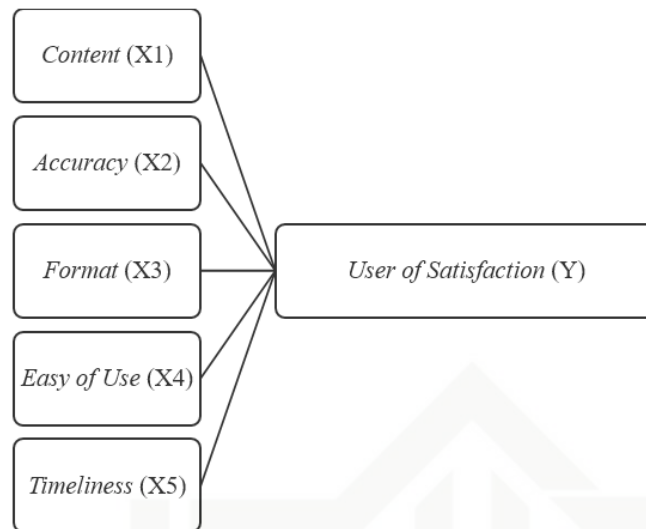 Content (X1)
Accuracy (X2)
Format (X3)
User of Satisfaction (Y)
Easy of Use (X4)
Timeliness (X5)